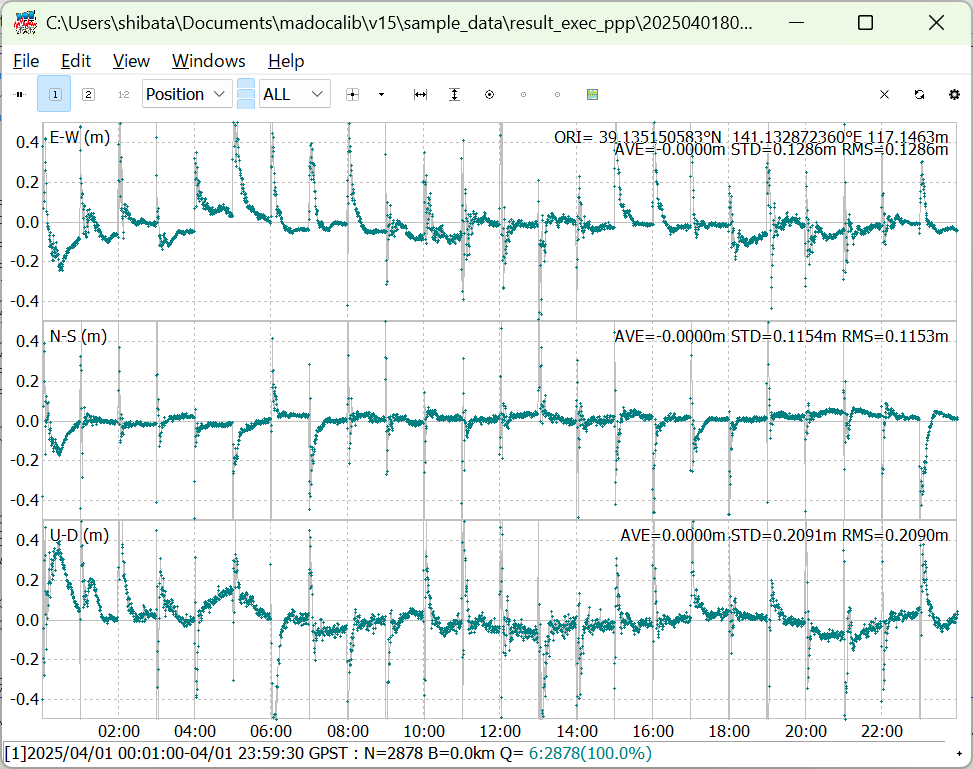 C:\Users\shibata\Documents\madocalib\v15\sample_data\result_exec_ppp\2025040180...
File Edit View Windows Help
1 2 1-2 Position ALL
E-W (m) ORI= 39.135150583°N 141.132872360°E 117.1463m
AVE=-0.0000m STD=0.1286m RMS=0.1286m
0.4
0.2
0.0
-0.2
-0.4
N-S (m) AVE=-0.0000m STD=0.1154m RMS=0.1153m
0.4
0.2
0.0
-0.2
-0.4
U-D (m) AVE=0.0000m STD=0.2091m RMS=0.2090m
0.4
0.2
0.0
-0.2
-0.4
02:00 04:00 06:00 08:00 10:00 12:00 14:00 16:00 18:00 20:00 22:00
[1]2025/04/01 00:01:00-04/01 23:59:30 GPST : N=2878 B=0.0km Q= 6:2878(100.0%)